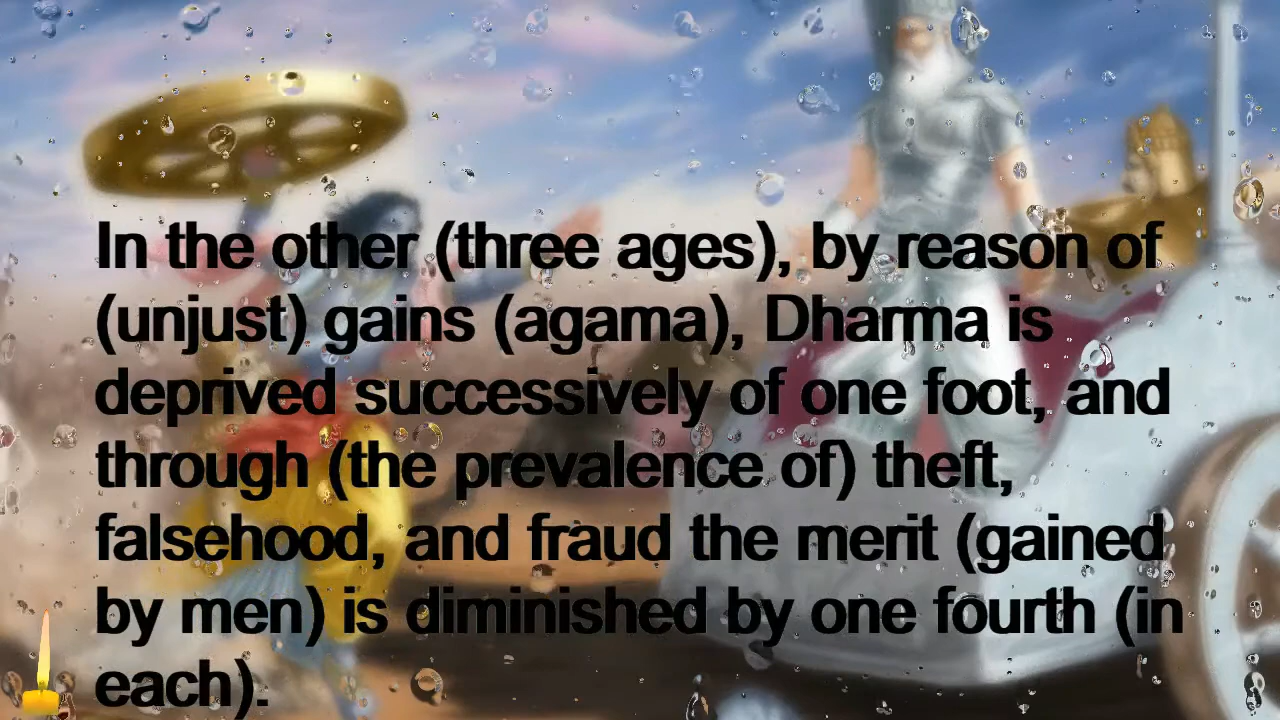 In the other (three ages), by reason of
(unjust) gains (agama), Dharma is
deprived successively of one foot, and
through (the prevalence of) theft,
falsehood, and fraud the merit (gained
by men) is diminished by one fourth (in
each).